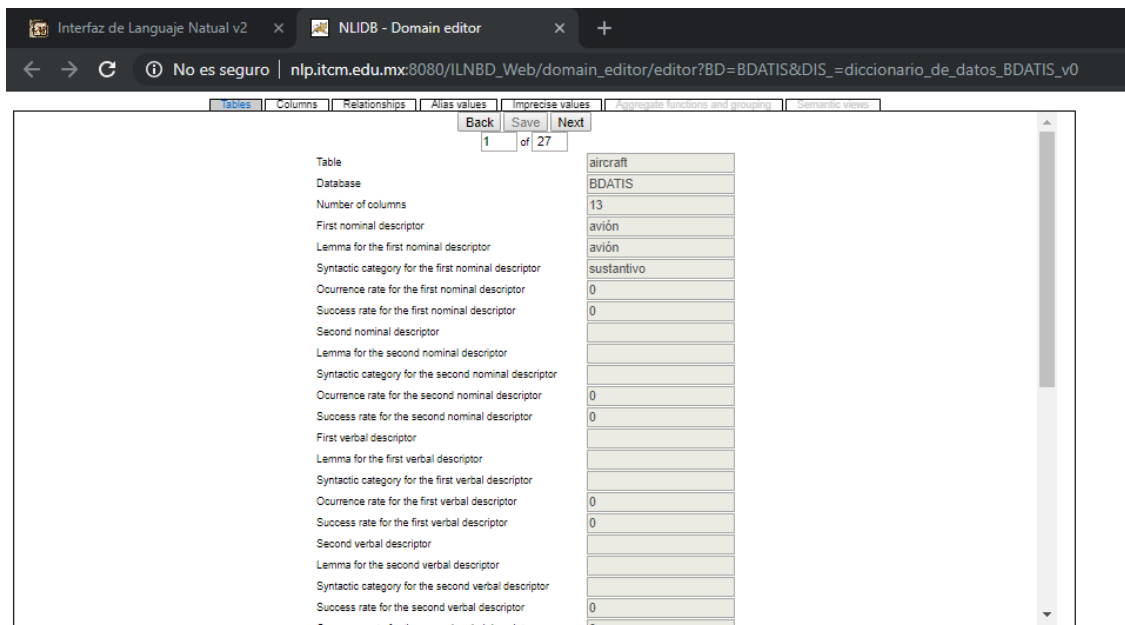 Interfaz de Languaje Natual v2
NLIDB - Domain editor
No es seguro | nlp.itcm.edu.mx:8080/ILNBD_Web/domain_editor/editor?BD=BDATIS&DIS_=diccionario_de_datos_BDATIS_v0
Tables Columns Relationships Alias values Imprecise values Aggregate functions and grouping Semantic views
Back Save Next
1 of 27
Table aircraft
Database BDATIS
Number of columns 13
First nominal descriptor avión
Lemma for the first nominal descriptor avión
Syntactic category for the first nominal descriptor sustantivo
Ocurrence rate for the first nominal descriptor 0
Success rate for the first nominal descriptor 0
Second nominal descriptor
Lemma for the second nominal descriptor
Syntactic category for the second nominal descriptor
Ocurrence rate for the second nominal descriptor 0
Success rate for the second nominal descriptor 0
First verbal descriptor
Lemma for the first verbal descriptor
Syntactic category for the first verbal descriptor
Ocurrence rate for the first verbal descriptor 0
Success rate for the first verbal descriptor 0
Second verbal descriptor
Lemma for the second verbal descriptor
Syntactic category for the second verbal descriptor
Success rate for the second verbal descriptor 0